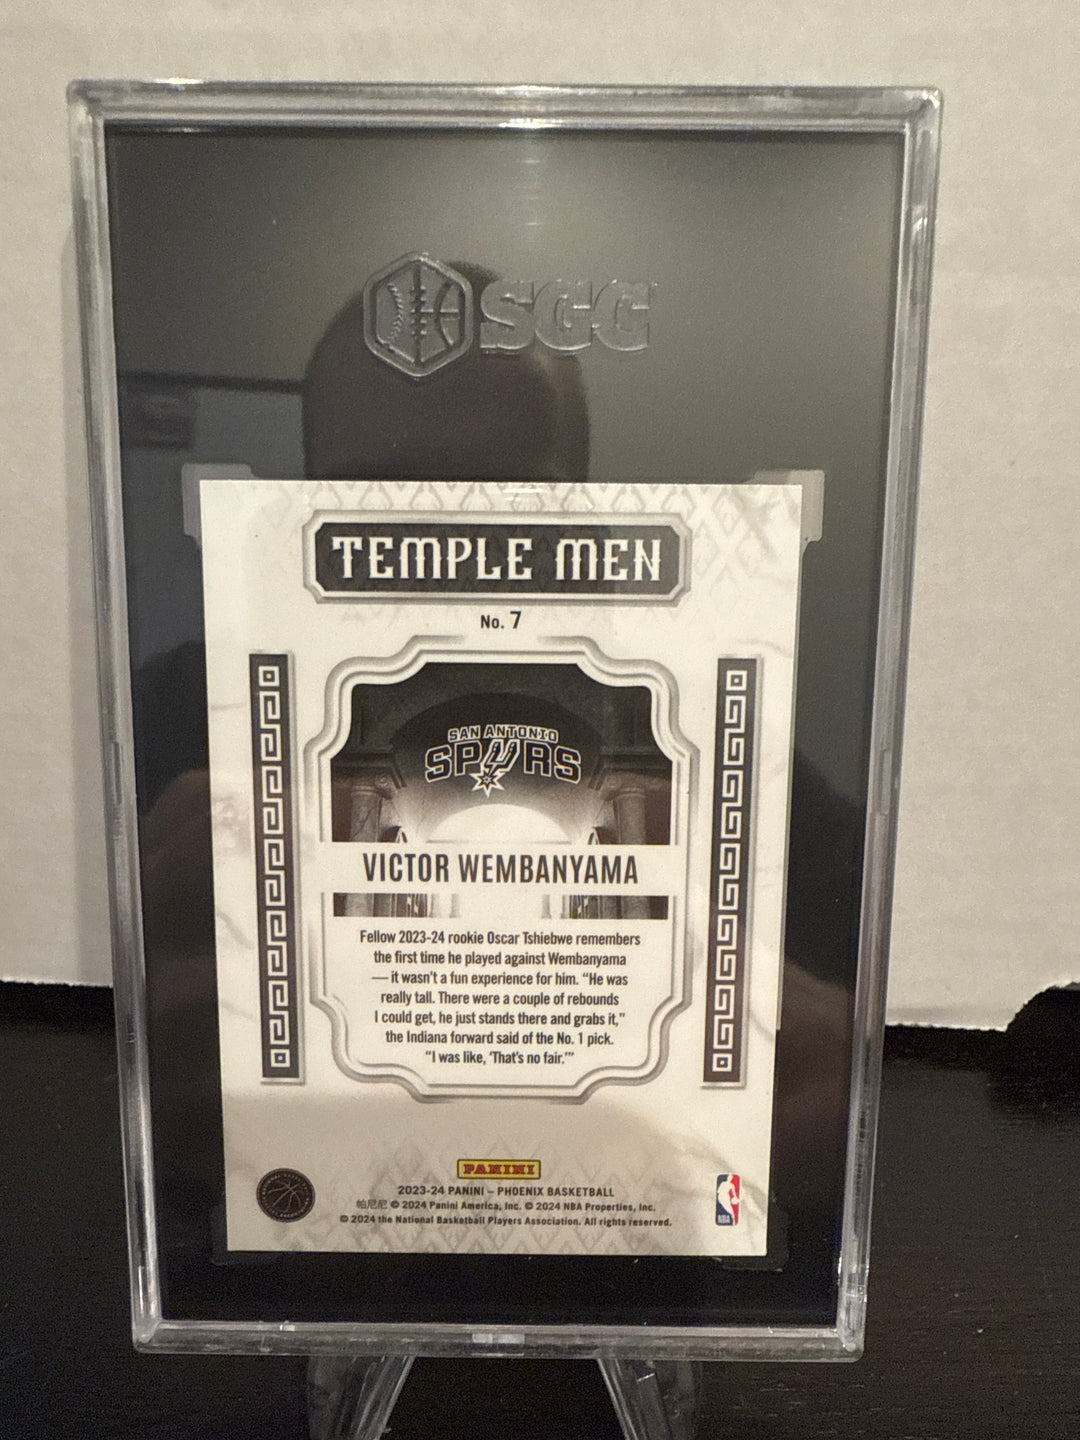 SGC
TEMPLE MEN
No. 7
SAN ANTONIO
SPURS
VICTOR WEMBANYAMA
Fellow 2023-24 rookie Oscar Tshiebwe remembers
the first time he played against Wembanyama
— it wasn't a fun experience for him. “He was
really tall. There were a couple of rebounds
I could get, he just stands there and grabs it,”
the Indiana forward said of the No. 1 pick.
“I was like, ‘That's no fair.’”
PANINI
2023-24 PANINI – PHOENIX BASKETBALL
帕尼尼 © 2024 Panini America, Inc. © 2024 NBA Properties, Inc.
© 2024 the National Basketball Players Association. All rights reserved.
NBA